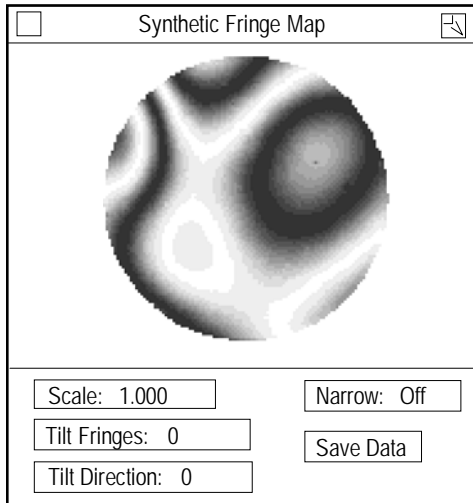 Synthetic Fringe Map
Scale: 1.000
Narrow: Off
Tilt Fringes: 0
Save Data
Tilt Direction: 0